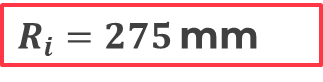 R_i = 275 mm